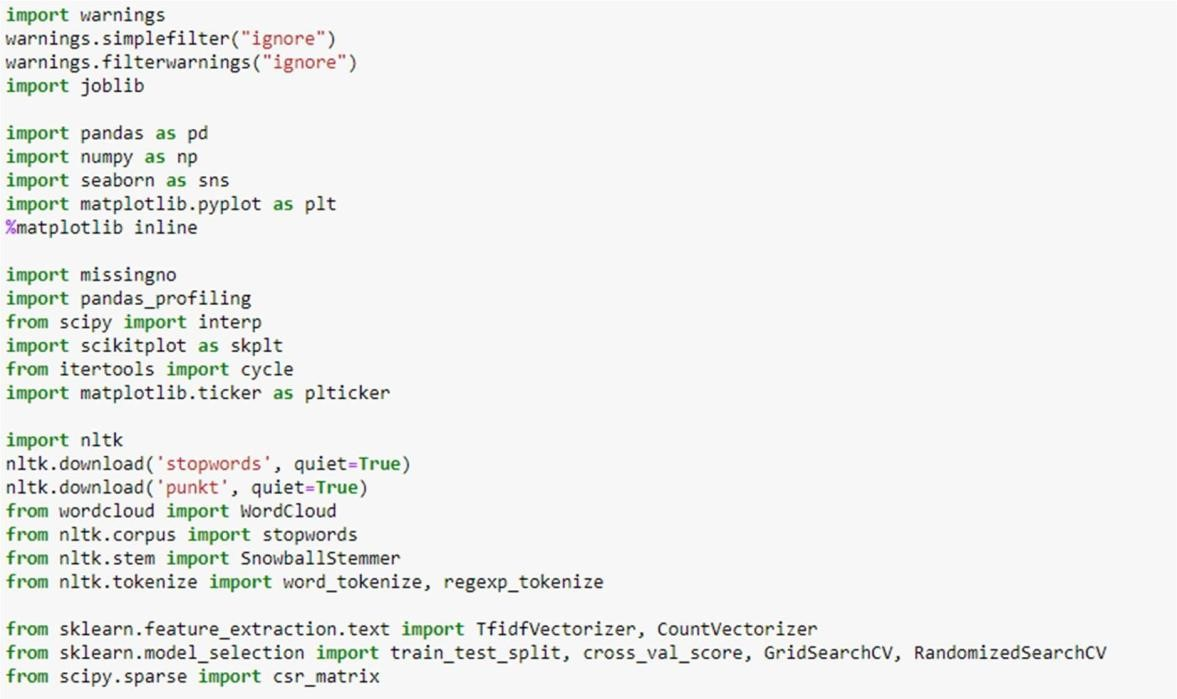 import warnings
warnings.simplefilter("ignore")
warnings.filterwarnings("ignore")
import joblib

import pandas as pd
import numpy as np
import seaborn as sns
import matplotlib.pyplot as plt
%matplotlib inline

import missingno
import pandas_profiling
from scipy import interp
import scikitplot as skplt
from itertools import cycle
import matplotlib.ticker as plticker

import nltk
nltk.download('stopwords', quiet=True)
nltk.download('punkt', quiet=True)
from wordcloud import WordCloud
from nltk.corpus import stopwords
from nltk.stem import SnowballStemmer
from nltk.tokenize import word_tokenize, regexp_tokenize

from sklearn.feature_extraction.text import TfidfVectorizer, CountVectorizer
from sklearn.model_selection import train_test_split, cross_val_score, GridSearchCV, RandomizedSearchCV
from scipy.sparse import csr_matrix